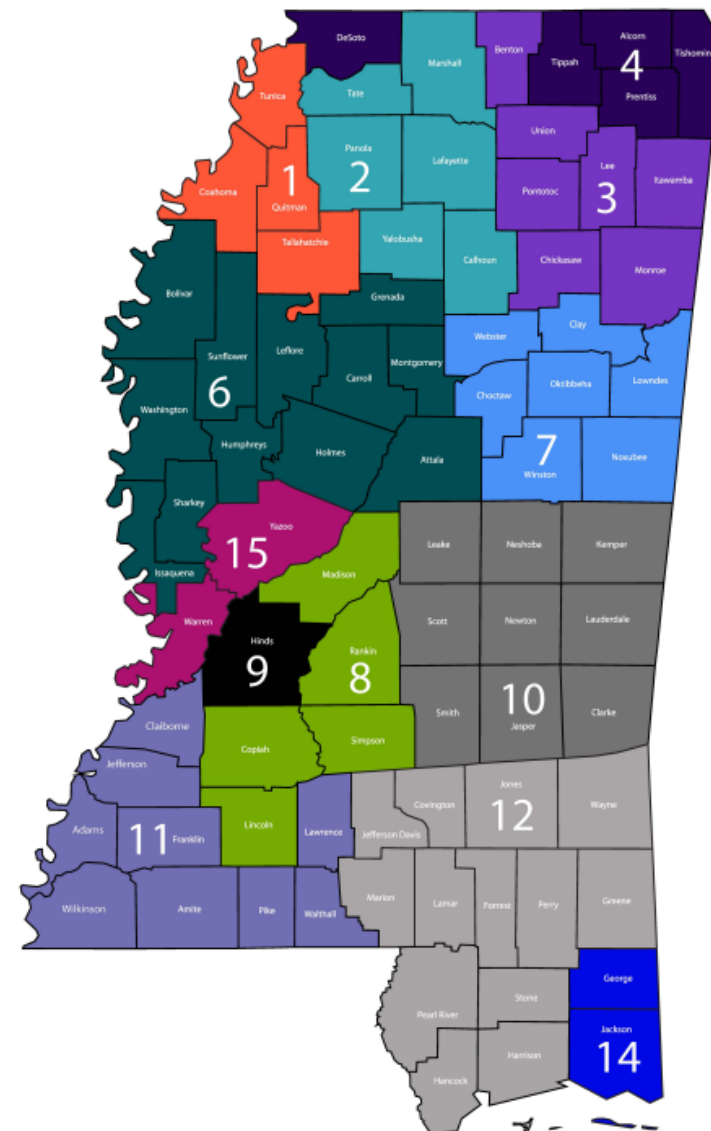 DeSoto
Benton
Alcorn
Tishomin
Marshall
Tippah
4
Tunica
Tate
Prentiss
Union
Panola
Lafayette
Lee
1
2
Itawamba
Coahoma
Quitman
Pontotoc
3
Tallahatchie
Yalobusha
Calhoun
Chickasaw
Monroe
Bolivar
Grenada
Clay
Webster
Sunflower
Leflore
Montgomery
6
Carroll
Oktibbeha
Lowndes
Choctaw
Washington
Humphreys
Holmes
Attala
7
Noxubee
Winston
Sharkey
Yazoo
15
Leake
Neshoba
Kemper
Issaquena
Madison
Warren
Scott
Newton
Lauderdale
Hinds
Rankin
9
8
10
Smith
Jasper
Clarke
Claiborne
Simpson
Copiah
Jefferson
Jones
Wayne
Covington
12
Lincoln
Adams
11
Franklin
Lawrence
Jefferson Davis
Wilkinson
Amite
Pike
Walthall
Marion
Lamar
Forrest
Perry
Greene
George
Stone
Pearl River
Jackson
14
Harrison
Hancock